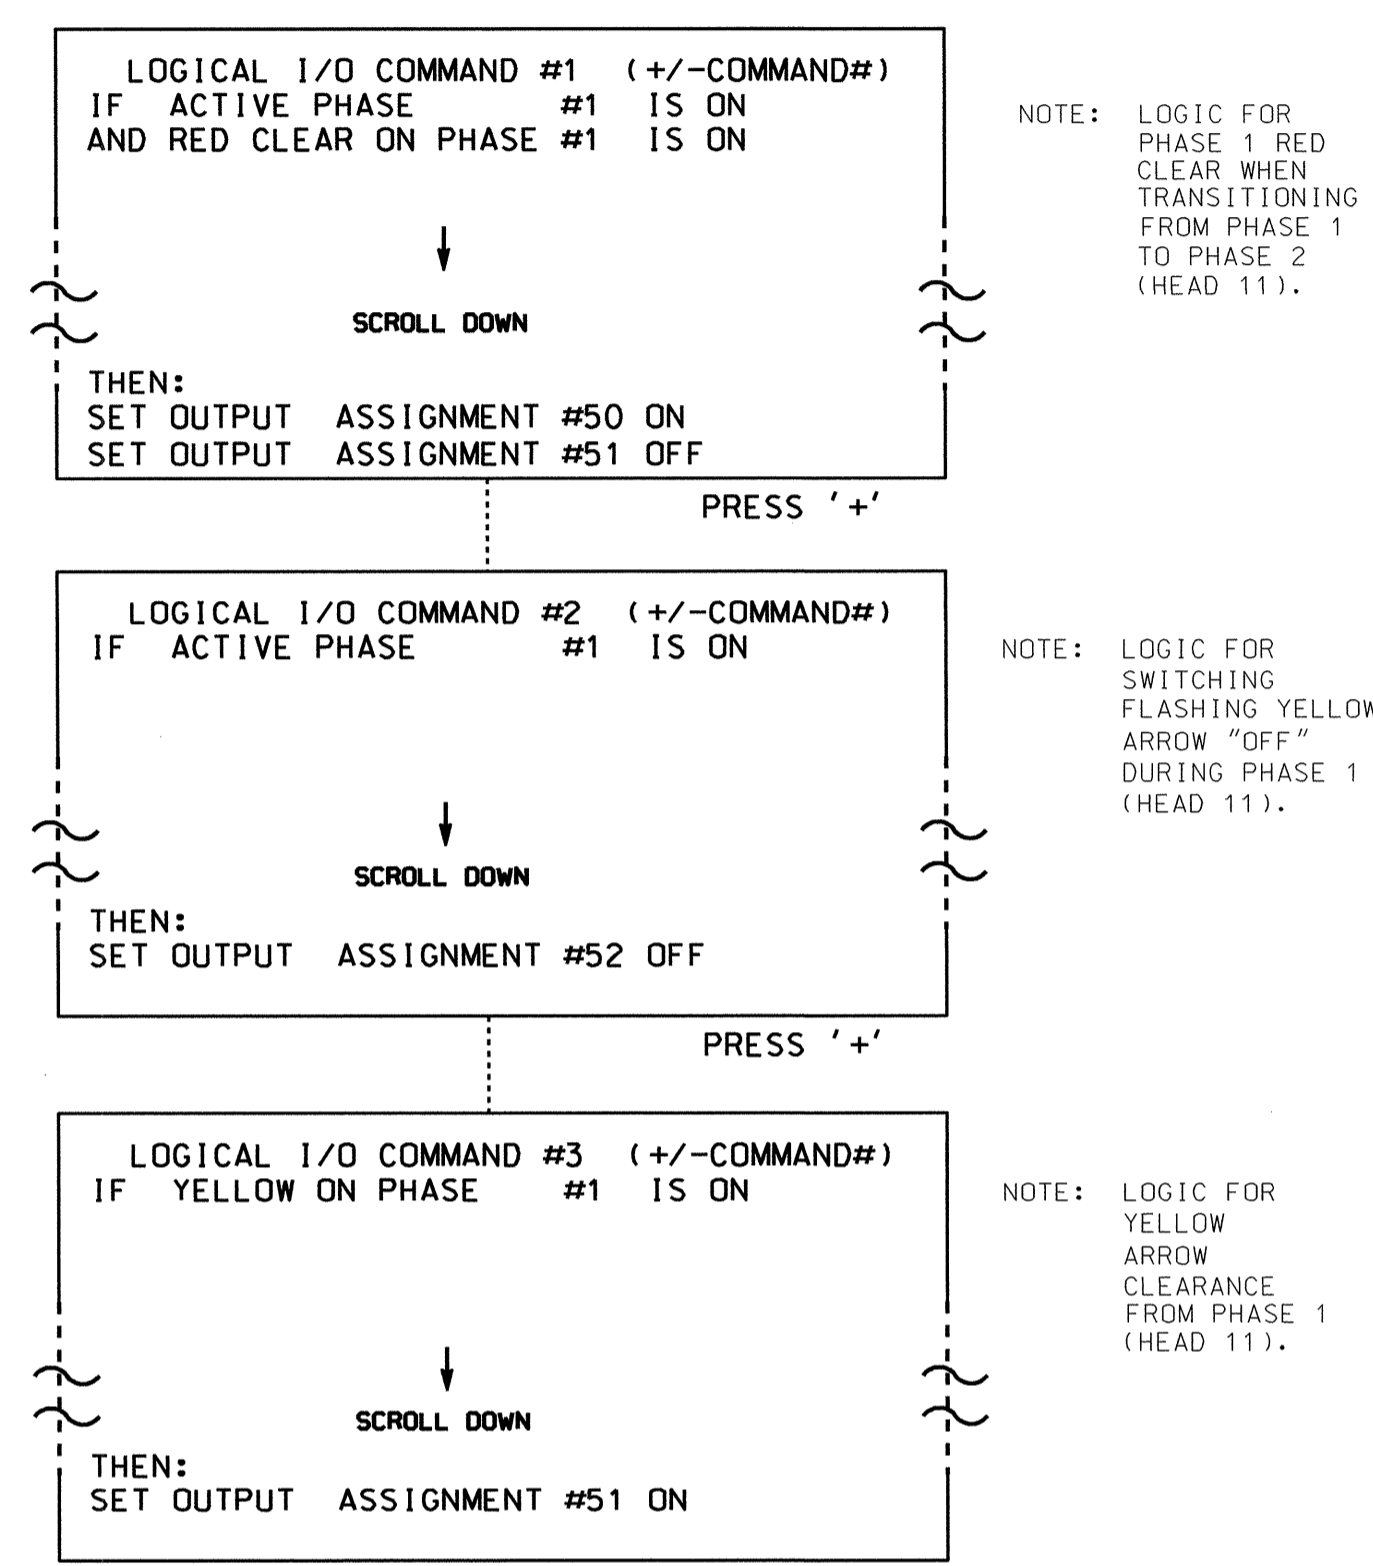 LOGICAL I/O COMMAND #1 (+/-COMMAND#)
IF ACTIVE PHASE #1 IS ON
AND RED CLEAR ON PHASE #1 IS ON
SCROLL DOWN
THEN:
SET OUTPUT ASSIGNMENT #50 ON
SET OUTPUT ASSIGNMENT #51 OFF
PRESS '+'
NOTE: LOGIC FOR
PHASE 1 RED
CLEAR WHEN
TRANSITIONING
FROM PHASE 1
TO PHASE 2
(HEAD 11).
LOGICAL I/O COMMAND #2 (+/-COMMAND#)
IF ACTIVE PHASE #1 IS ON
SCROLL DOWN
THEN:
SET OUTPUT ASSIGNMENT #52 OFF
PRESS '+'
NOTE: LOGIC FOR
SWITCHING
FLASHING YELLOW
ARROW "OFF"
DURING PHASE 1
(HEAD 11).
LOGICAL I/O COMMAND #3 (+/-COMMAND#)
IF YELLOW ON PHASE #1 IS ON
SCROLL DOWN
THEN:
SET OUTPUT ASSIGNMENT #51 ON
NOTE: LOGIC FOR
YELLOW
ARROW
CLEARANCE
FROM PHASE 1
(HEAD 11).